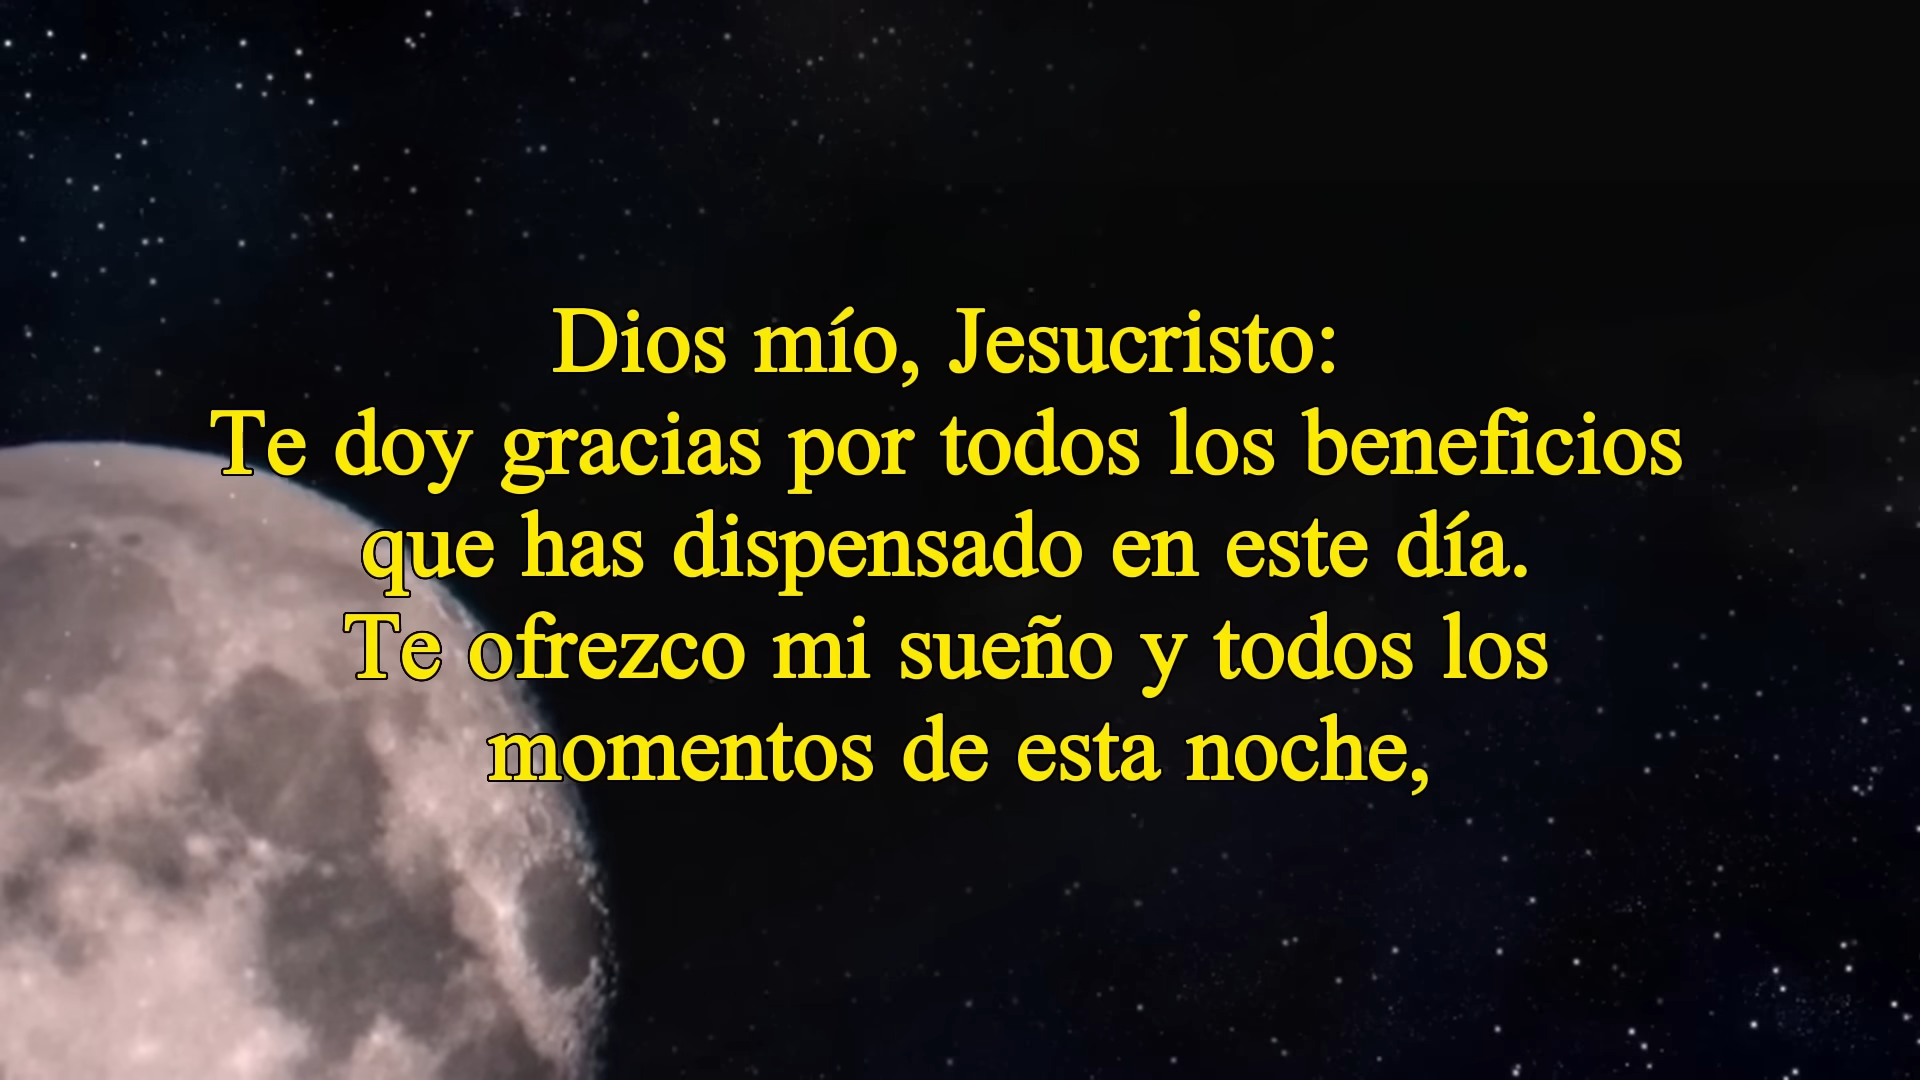 Dios mío, Jesucristo:
Te doy gracias por todos los beneficios
que has dispensado en este día.
Te ofrezco mi sueño y todos los
momentos de esta noche,